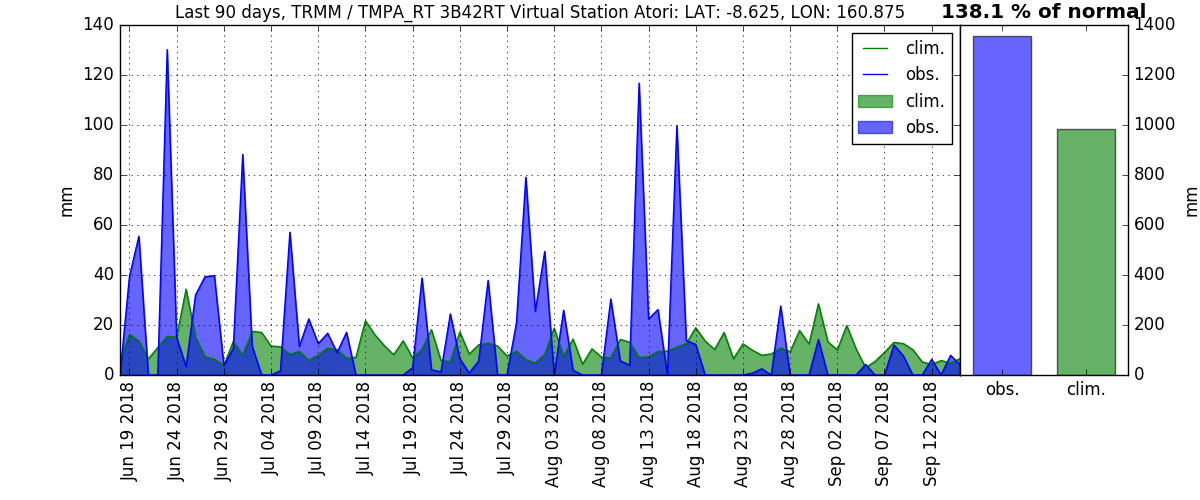 Last 90 days, TRMM / TMPA_RT 3B42RT Virtual Station Atori: LAT: -8.625, LON: 160.875
138.1 % of normal
140
120
100
80
60
40
20
0
mm
clim.
obs.
clim.
obs.
Jun 19 2018
Jun 24 2018
Jun 29 2018
Jul 04 2018
Jul 09 2018
Jul 14 2018
Jul 19 2018
Jul 24 2018
Jul 29 2018
Aug 03 2018
Aug 08 2018
Aug 13 2018
Aug 18 2018
Aug 23 2018
Aug 28 2018
Sep 02 2018
Sep 07 2018
Sep 12 2018
1400
1200
1000
800
600
400
200
0
mm
obs.
clim.